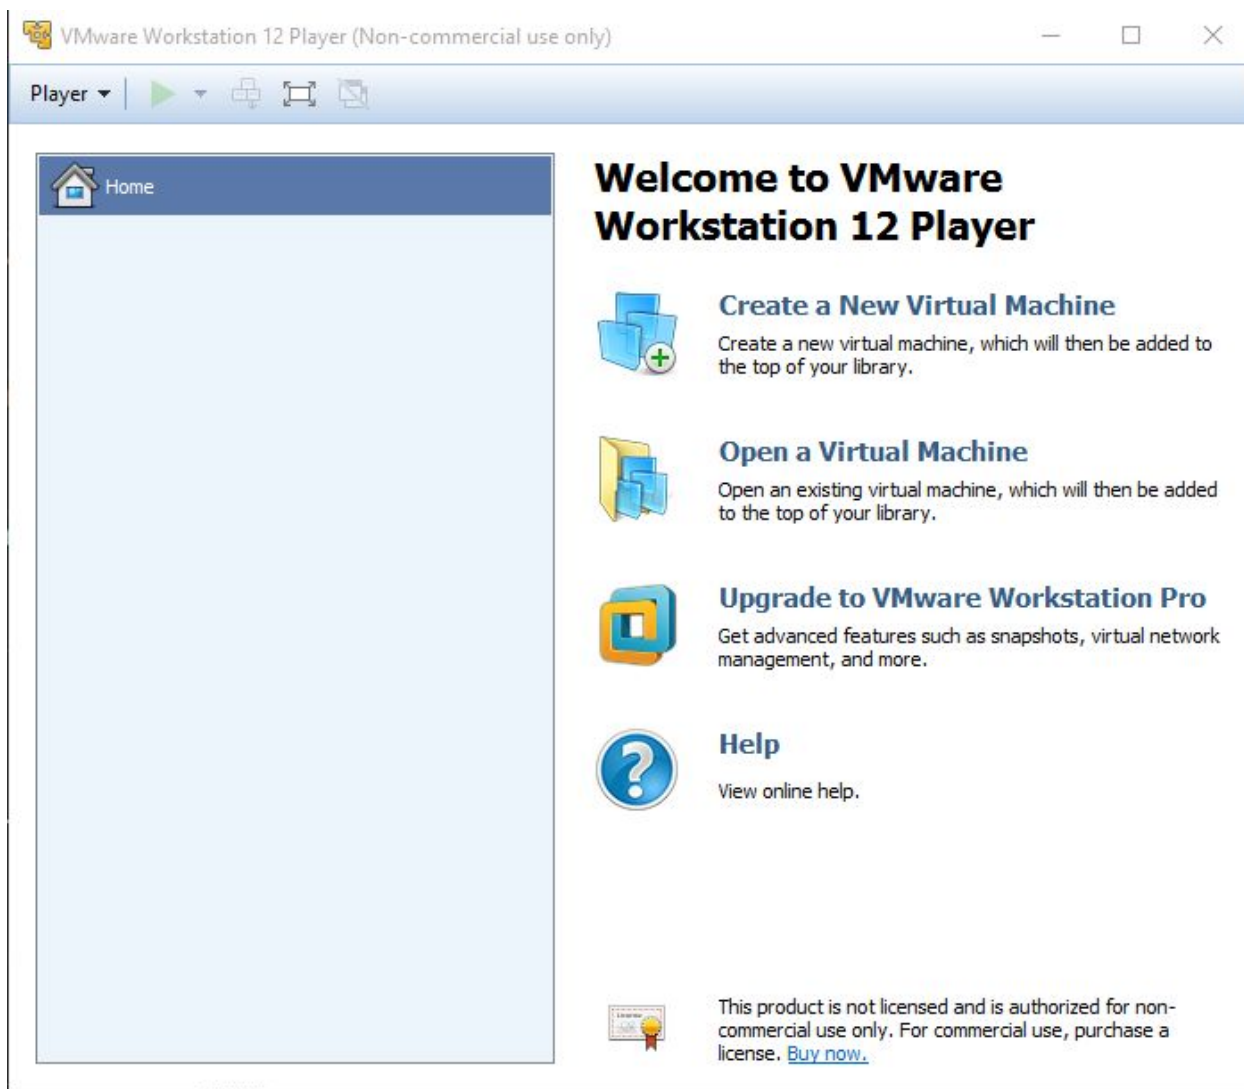 VMware Workstation 12 Player (Non-commercial use only)
Player
Home
Welcome to VMware
Workstation 12 Player
Create a New Virtual Machine
Create a new virtual machine, which will then be added to
the top of your library.
Open a Virtual Machine
Open an existing virtual machine, which will then be added
to the top of your library.
Upgrade to VMware Workstation Pro
Get advanced features such as snapshots, virtual network
management, and more.
Help
View online help.
This product is not licensed and is authorized for non-
commercial use only. For commercial use, purchase a
license. Buy now.